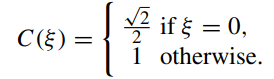 C(ξ) = { √2/2 if ξ = 0,
1 otherwise.